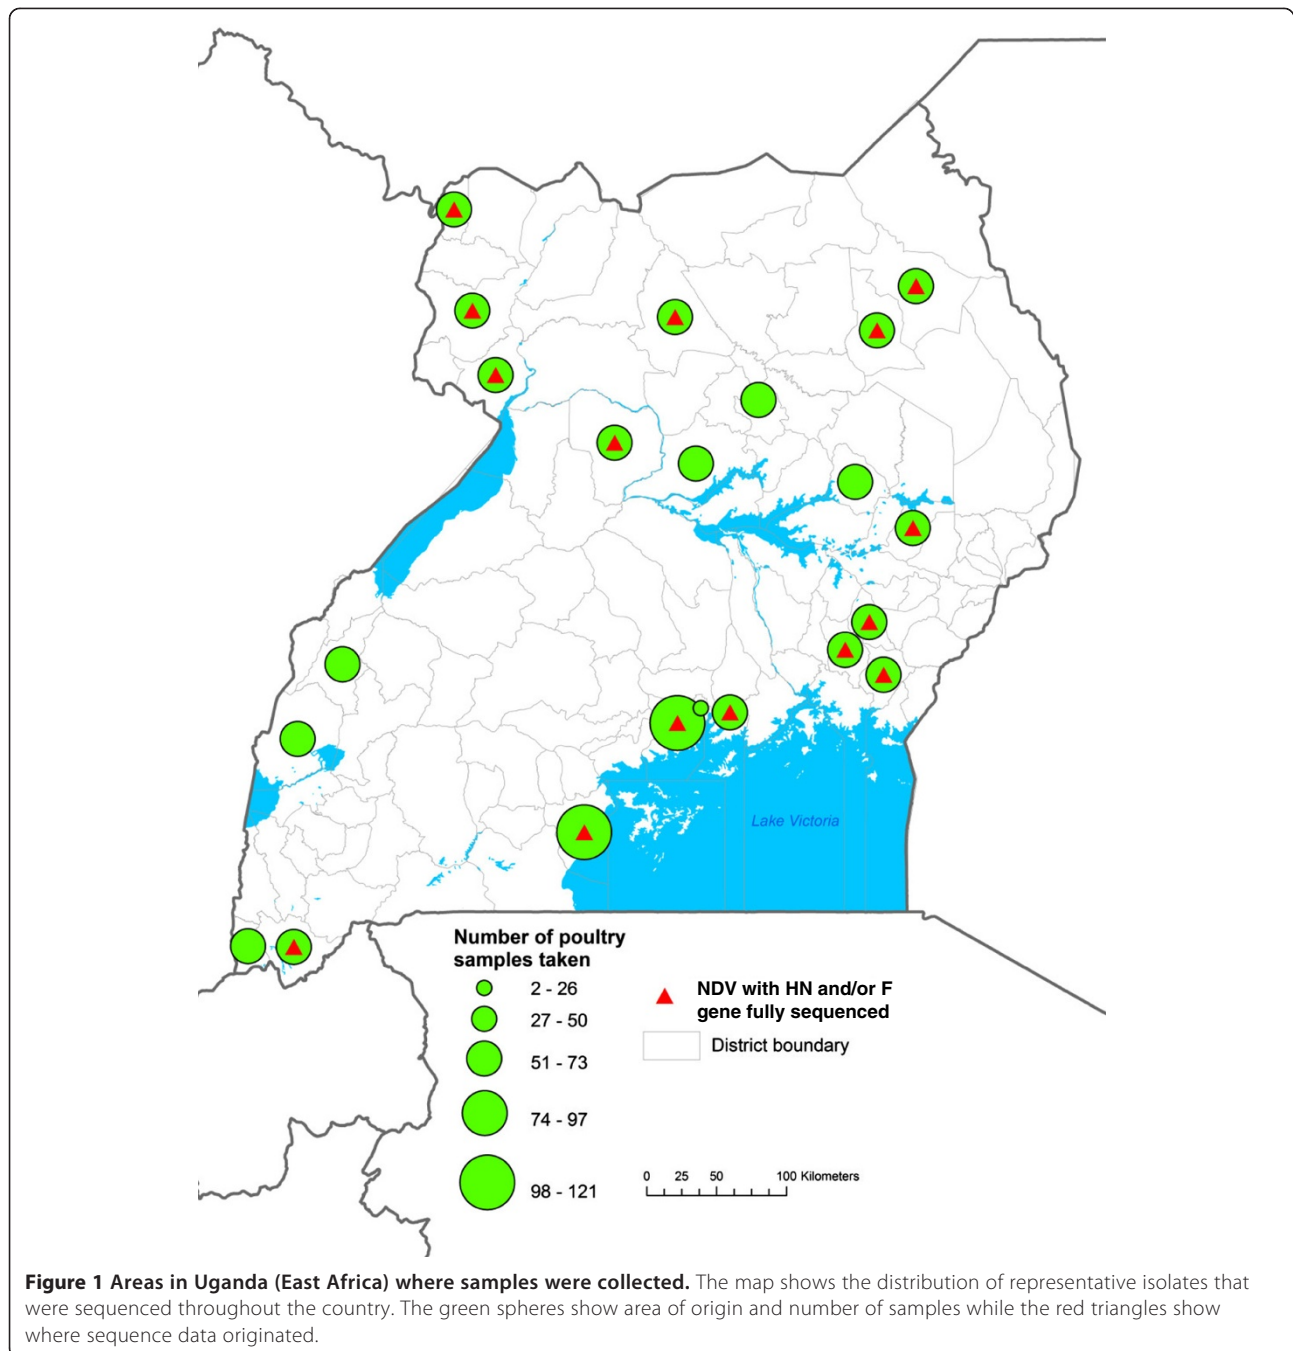 Lake Victoria
Number of poultry
samples taken
2 - 26
27 - 50
51 - 73
74 - 97
98 - 121
NDV with HN and/or F
gene fully sequenced
District boundary
0 25 50 100 Kilometers
Figure 1 Areas in Uganda (East Africa) where samples were collected. The map shows the distribution of representative isolates that
were sequenced throughout the country. The green spheres show area of origin and number of samples while the red triangles show
where sequence data originated.